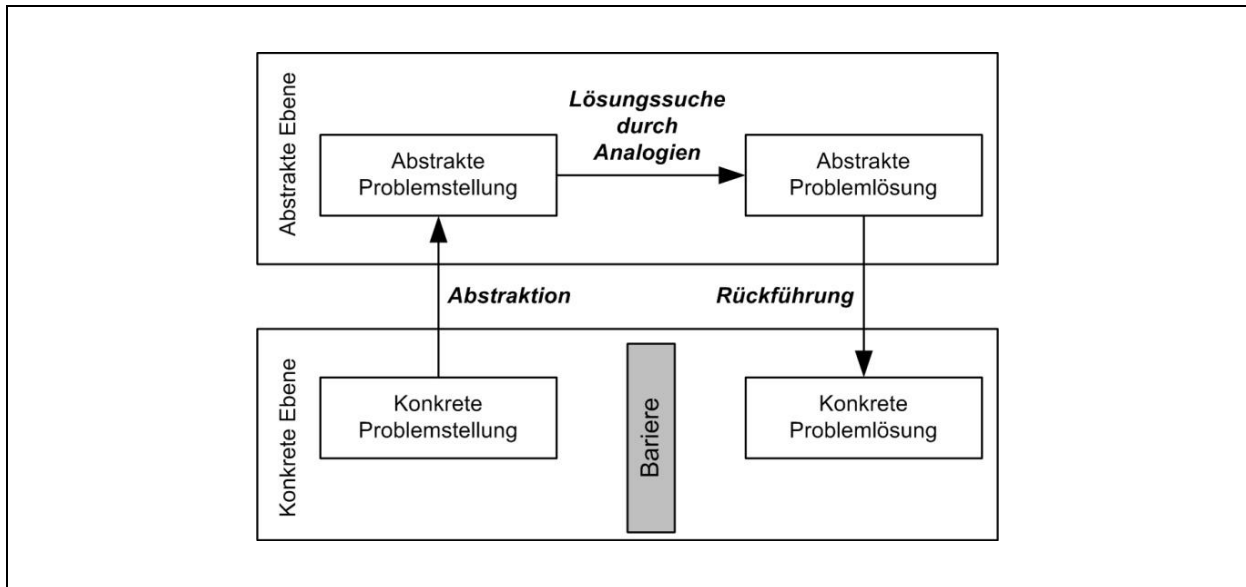 Abstrakte Ebene
Lösungssuche
durch
Analogien
Abstrakte
Problemstellung
Abstrakte
Problemlösung
Abstraktion
Rückführung
Konkrete Ebene
Konkrete
Problemstellung
Bariere
Konkrete
Problemlösung